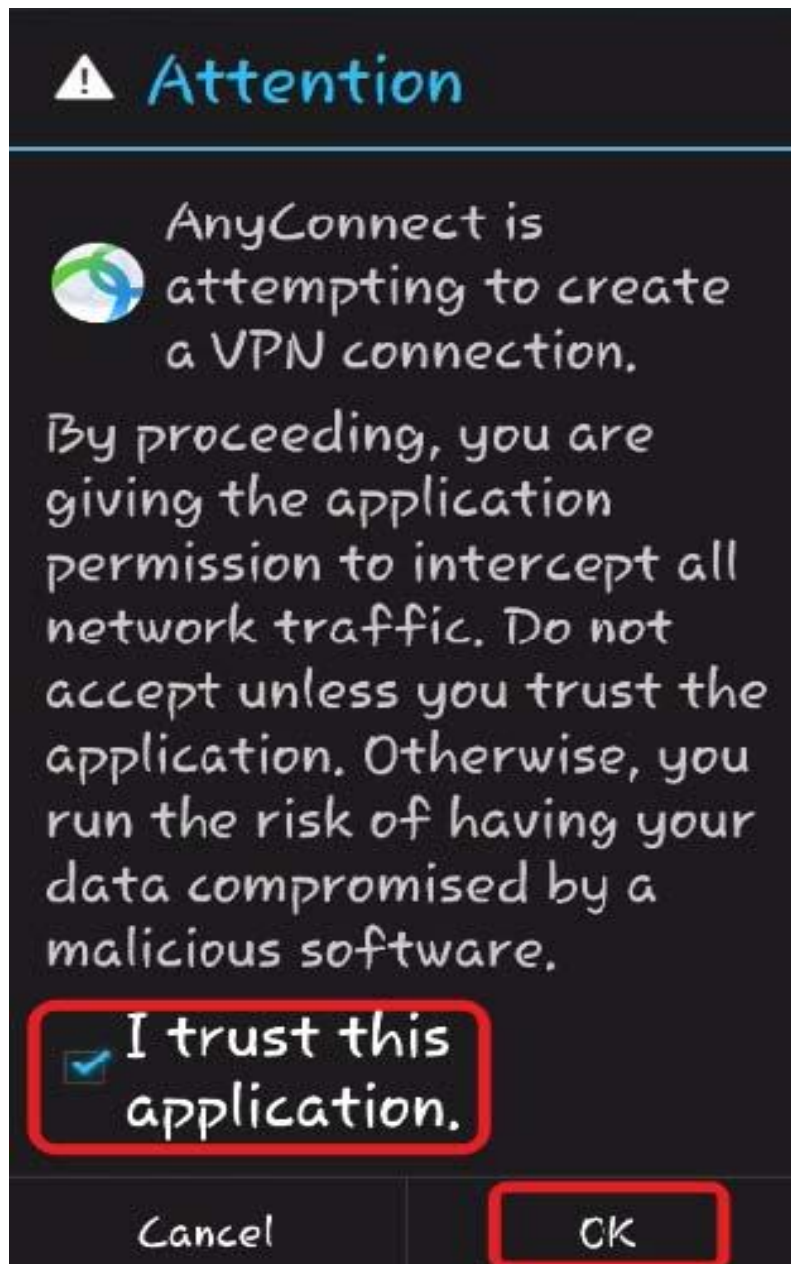 Attention
AnyConnect is
attempting to create
a VPN connection.
By proceeding, you are
giving the application
permission to intercept all
network traffic. Do not
accept unless you trust the
application. Otherwise, you
run the risk of having your
data compromised by a
malicious software.
I trust this
application.
Cancel
OK